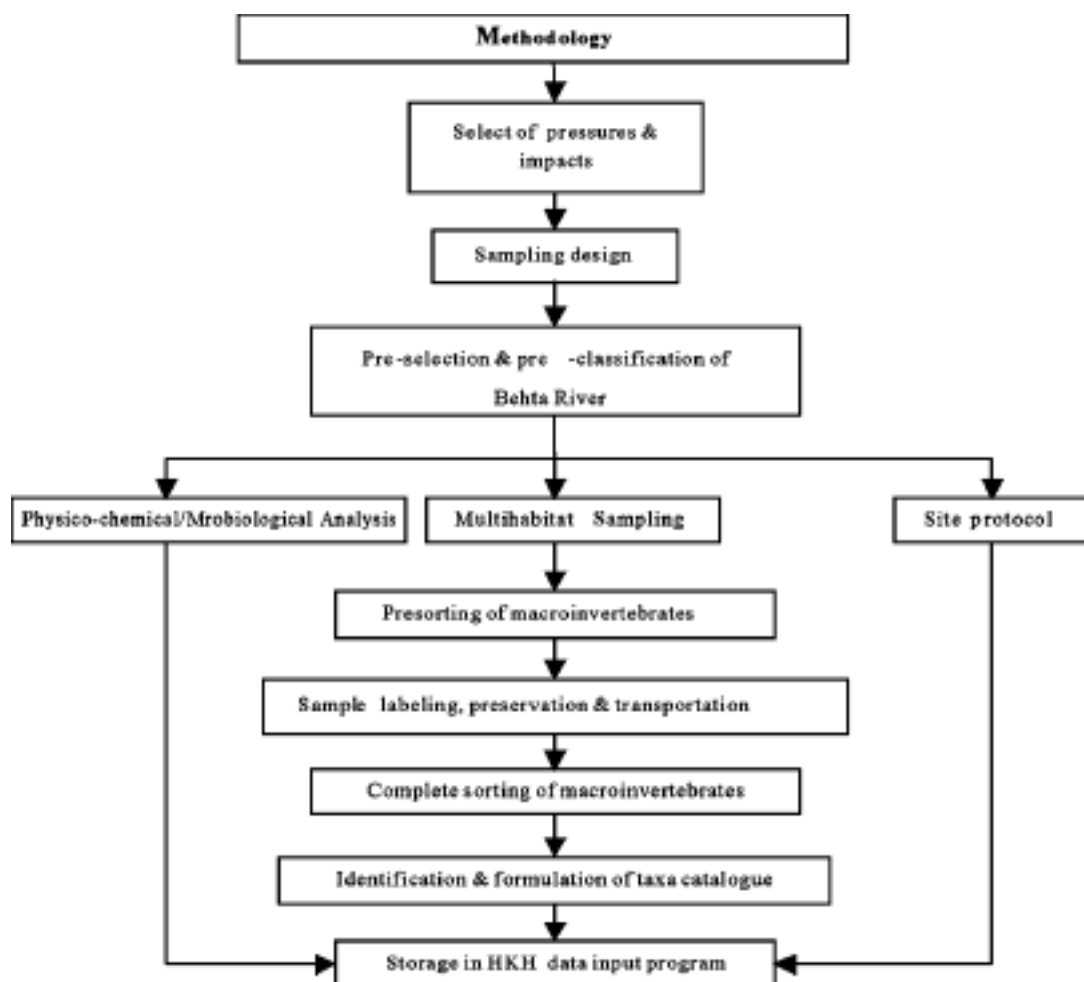 Methodology
Select of pressures &
impacts
Sampling design
Pre-selection & pre -classification of
Behta River
Physico-chemical/Mrobiological Analysis
Multihabitat Sampling
Site protocol
Presorting of macroinvertebrates
Sample labeling, preservation & transportation
Complete sorting of macroinvertebrates
Identification & formulation of taxa catalogue
Storage in HKH data input program